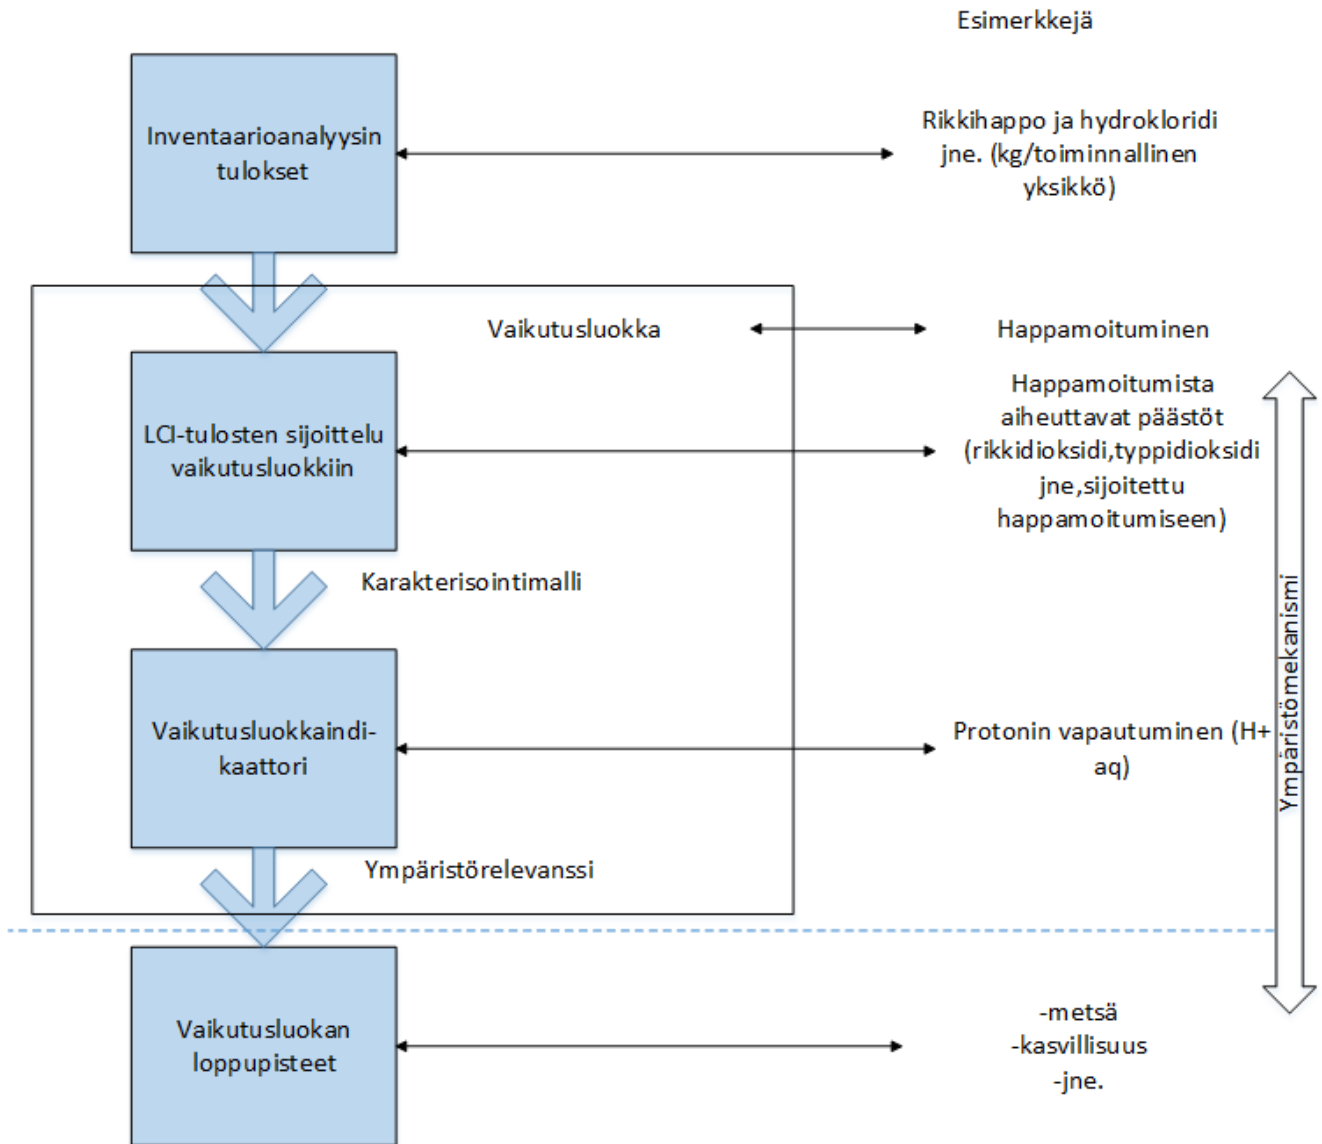 Esimerkkejä
Inventaarioanalyysin
tulokset
Rikkihappo ja hydrokloridi
jne. (kg/toiminnallinen
yksikkö)
Vaikutusluokka
Happamoituminen
LCI-tulosten sijoittelu
vaikutusluokkiin
Happamoitumista
aiheuttavat päästöt
(rikkidioksidi,typpidioksidi
jne,sijoitettu
happamoitumiseen)
Karakterisointimalli
Ympäristömekanismi
Vaikutusluokkaindi-
kaattori
Protonin vapautuminen (H+
aq)
Ympäristörelevanssi
Vaikutusluokan
loppupisteet
-metsä
-kasvillisuus
-jne.